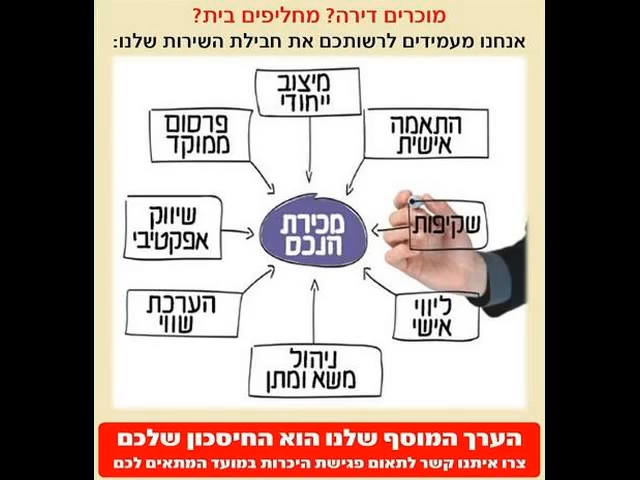 מוכרים דירה? מחליפים בית?
אנחנו מעמידים לרשותכם את חבילת השירות שלנו:
מיצוב
ייחודי
התאמה
אישית
פרסום
ממוקד
שקיפות
מכירת
הנכס
שיווק
אפקטיבי
ליווי
אישי
הערכת
שווי
ניהול
משא ומתן
הערך המוסף שלנו הוא החיסכון שלכם
צרו איתנו קשר לתאום פגישת היכרות במועד המתאים לכם